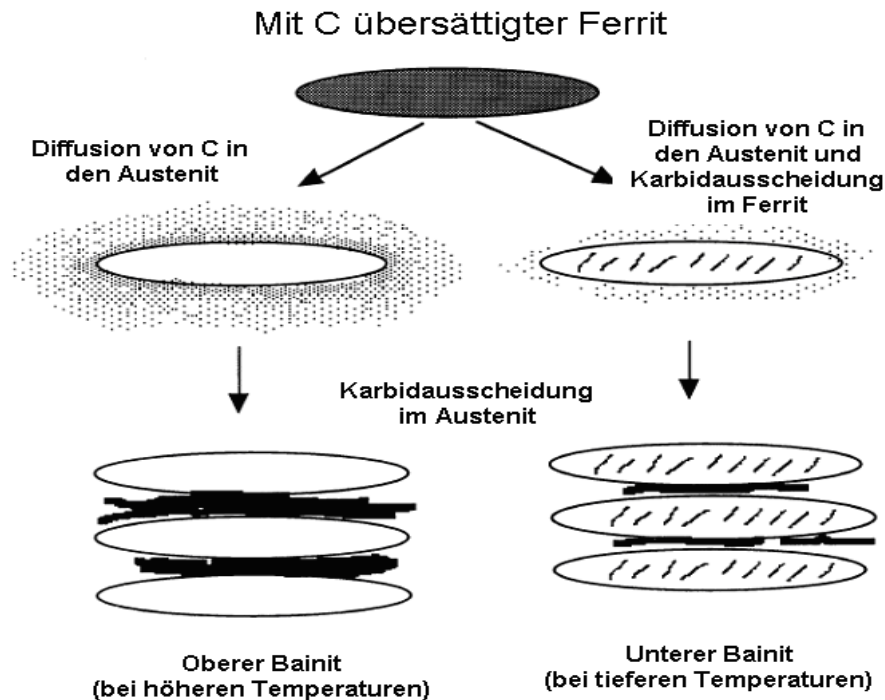 Mit C übersättigter Ferrit
Diffusion von C in
den Austenit
Diffusion von C in
den Austenit und
Karbidausscheidung
im Ferrit
Karbidausscheidung
im Austenit
Oberer Bainit
(bei höheren Temperaturen)
Unterer Bainit
(bei tieferen Temperaturen)